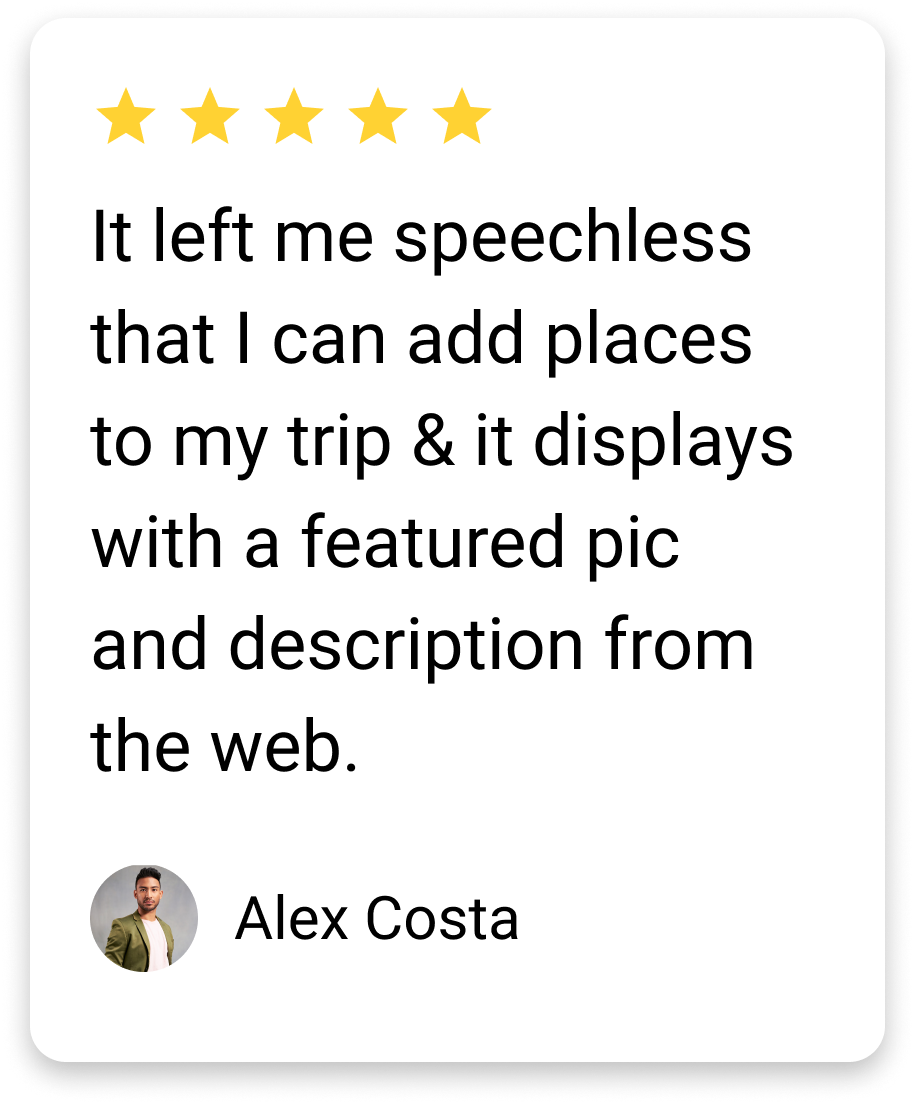 It left me speechless
that I can add places
to my trip & it displays
with a featured pic
and description from
the web.
Alex Costa